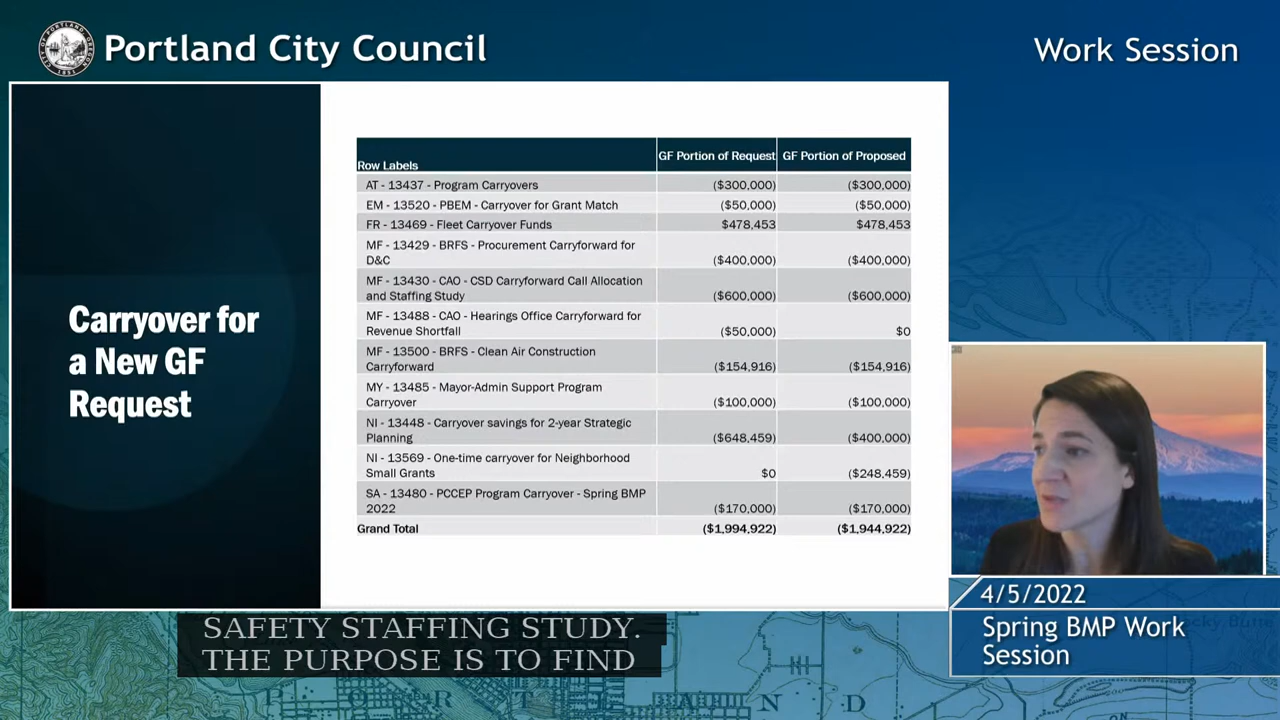 Portland City Council
Work Session
Carryover for
a New GF
Request
Row Labels GF Portion of Request GF Portion of Proposed
AT - 13437 - Program Carryovers ($300,000) ($300,000)
EM - 13520 - PBEM - Carryover for Grant Match ($50,000) ($50,000)
FR - 13469 - Fleet Carryover Funds $478,453 $478,453
MF - 13429 - BRFS - Procurement Carryforward for
D&C ($400,000) ($400,000)
MF - 13430 - CAO - CSD Carryforward Call Allocation
and Staffing Study ($600,000) ($600,000)
MF - 13488 - CAO - Hearings Office Carryforward for
Revenue Shortfall ($50,000) $0
MF - 13500 - BRFS - Clean Air Construction
Carryforward ($154,916) ($154,916)
MY - 13485 - Mayor-Admin Support Program
Carryover ($100,000) ($100,000)
NI - 13448 - Carryover savings for 2-year Strategic
Planning ($648,459) ($400,000)
NI - 13569 - One-time carryover for Neighborhood
Small Grants $0 ($248,459)
SA - 13480 - PCCEP Program Carryover - Spring BMP
2022 ($170,000) ($170,000)
Grand Total ($1,994,922) ($1,944,922)
4/5/2022
Spring BMP Work
Session
SAFETY STAFFING STUDY.
THE PURPOSE IS TO FIND